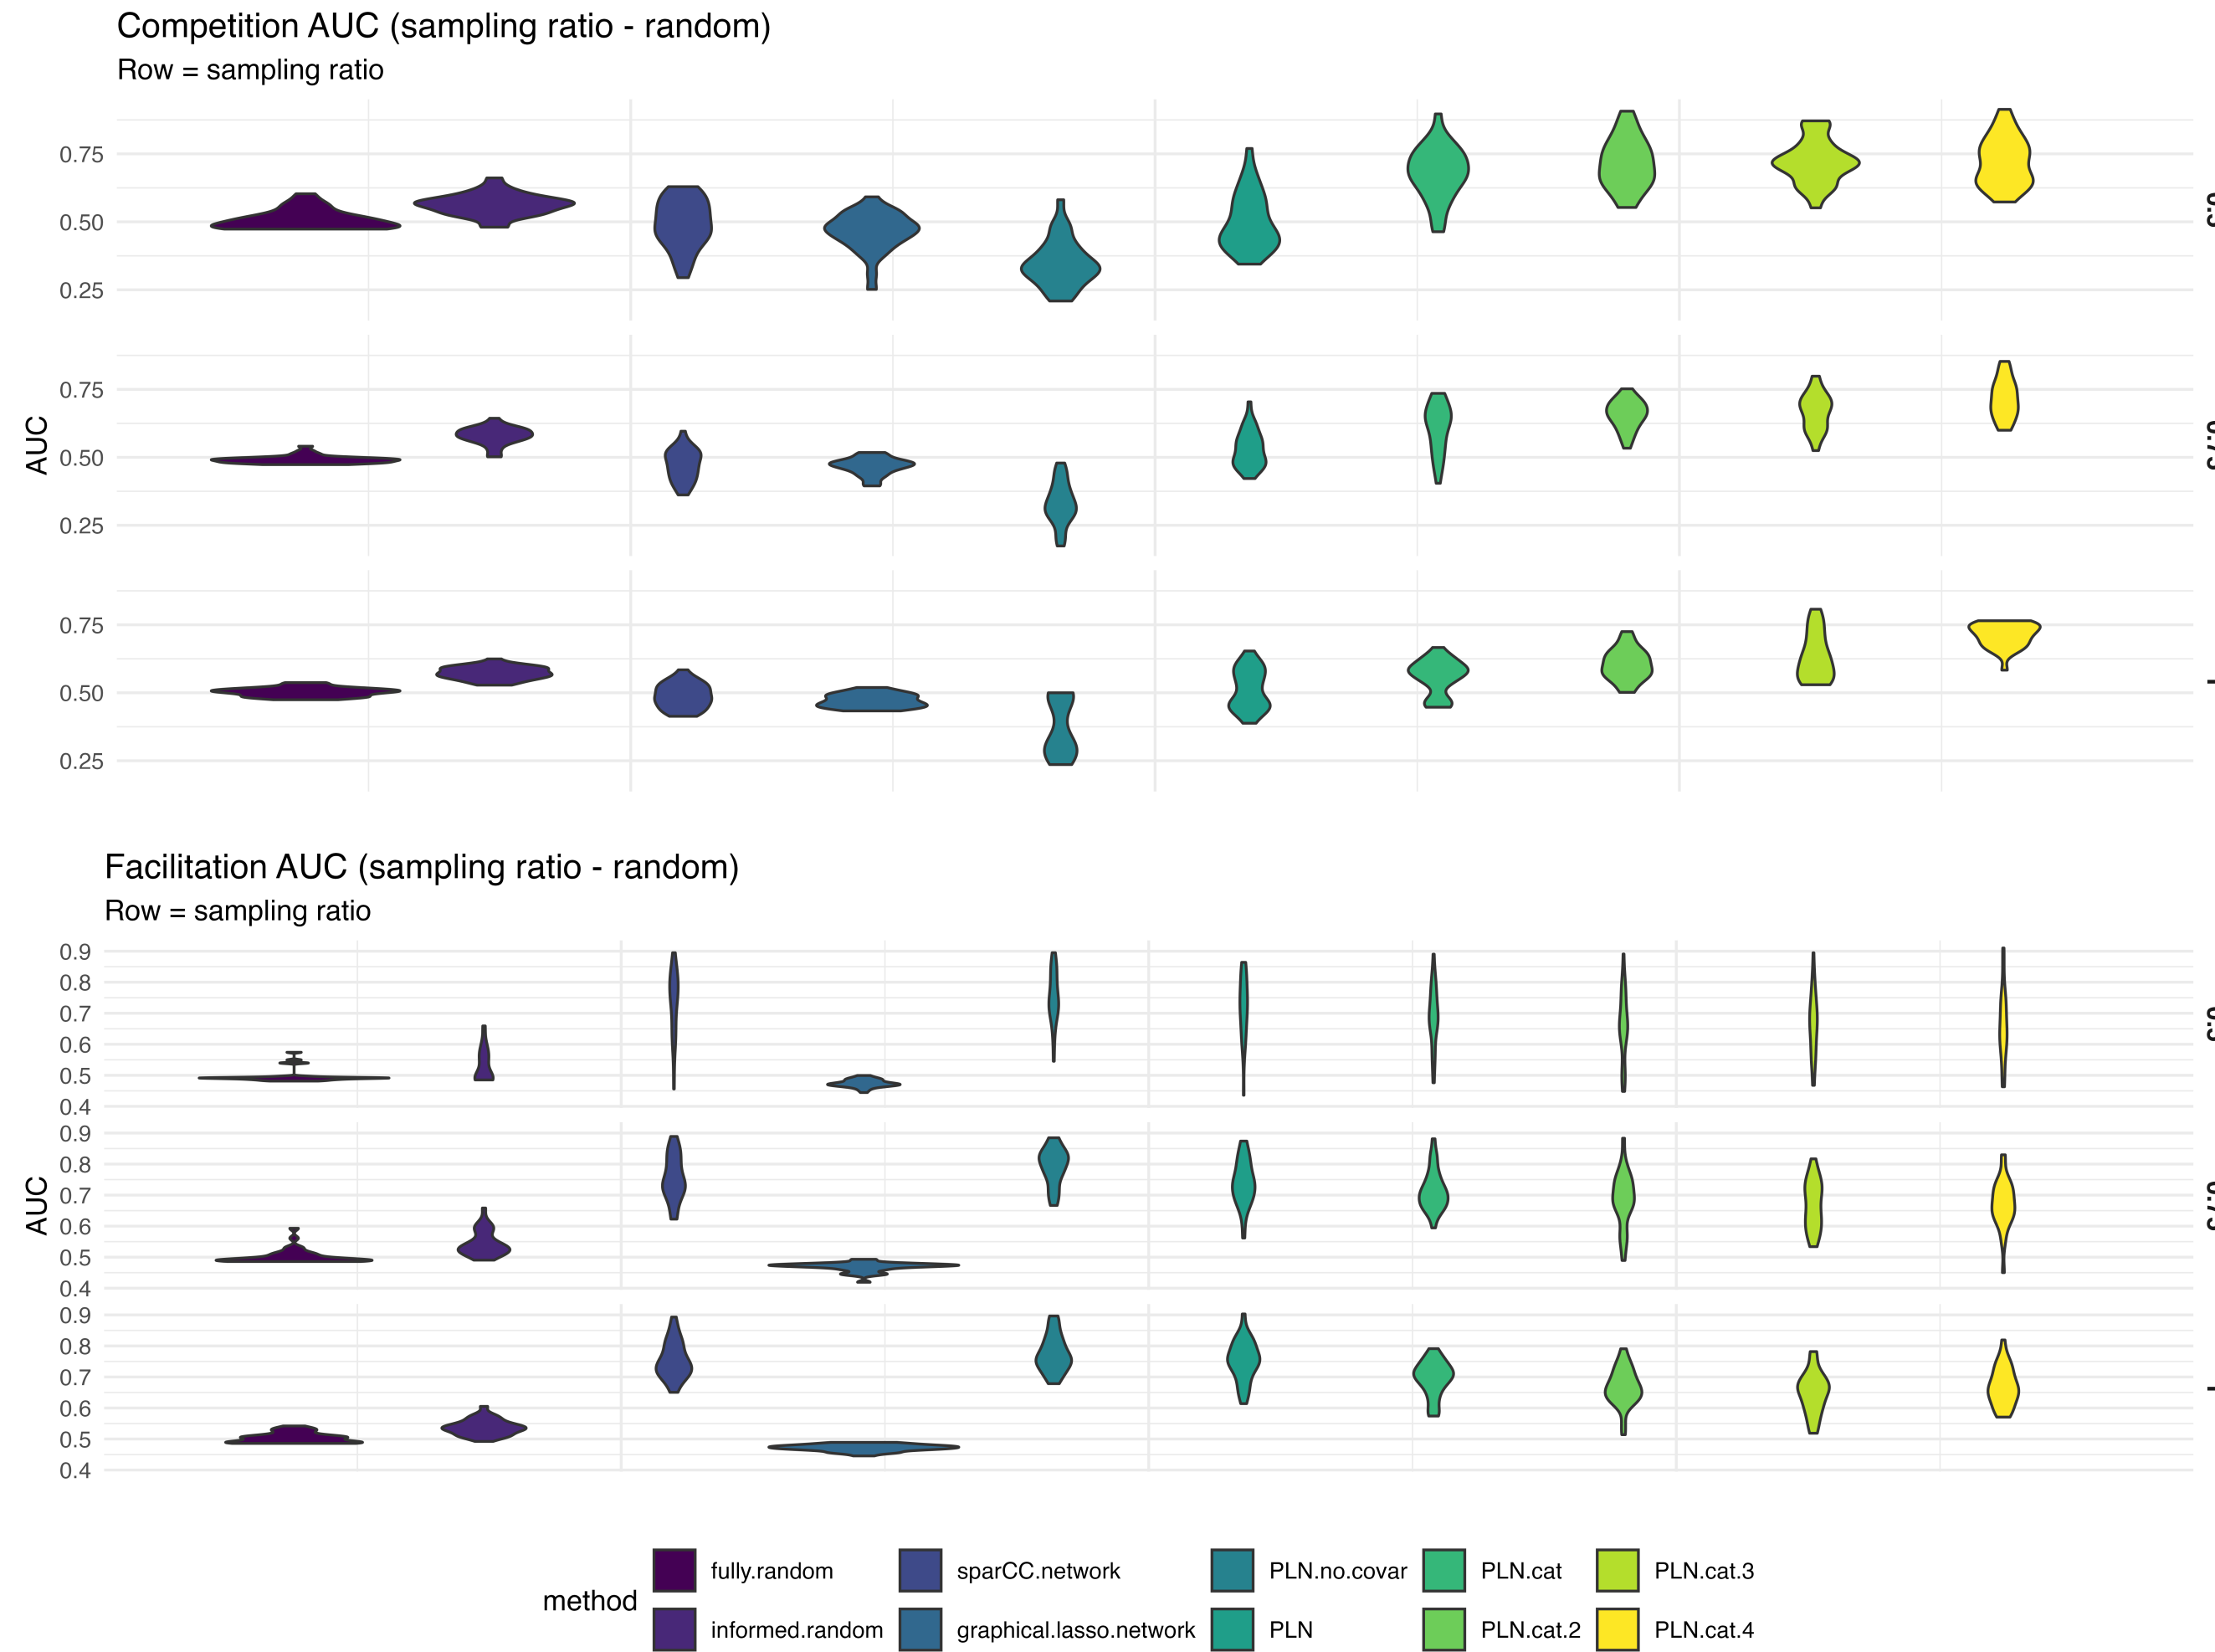 Competition AUC (sampling ratio - random)
Row = sampling ratio
0.75
0.50
0.25
AUC
0.75
0.50
0.25
0.75
0.50
0.25
Facilitation AUC (sampling ratio - random)
Row = sampling ratio
0.9
0.8
0.7
0.6
0.5
0.4
AUC
0.9
0.8
0.7
0.6
0.5
0.4
0.9
0.8
0.7
0.6
0.5
0.4
method
fully.random
sparCC.network
PLN.no.covar
PLN.cat
PLN.cat.3
informed.random
graphical.lasso.network
PLN
PLN.cat.2
PLN.cat.4